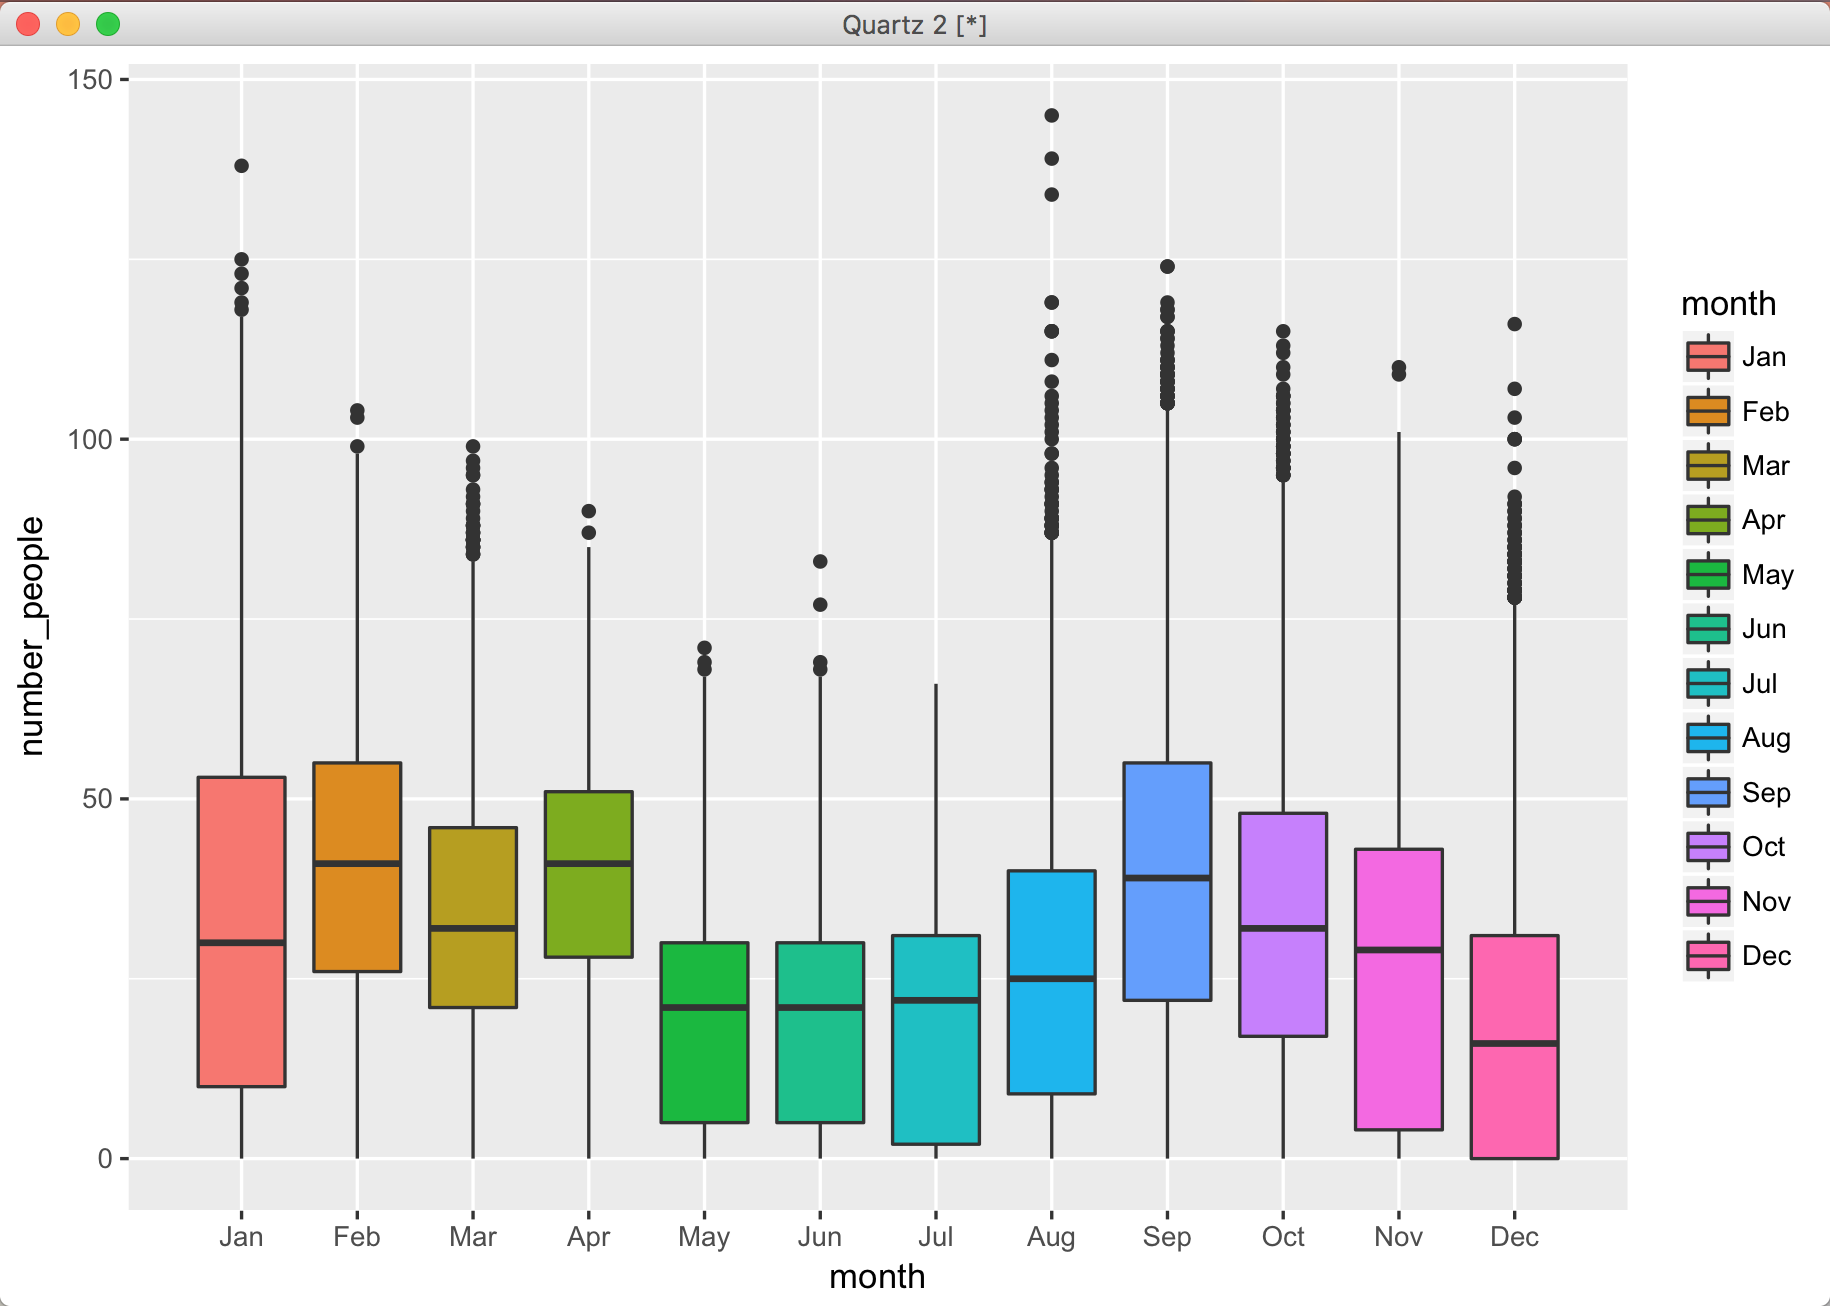 Quartz 2 [*]
150
100
50
0
number_people
Jan Feb Mar Apr May Jun Jul Aug Sep Oct Nov Dec
month
month
Jan
Feb
Mar
Apr
May
Jun
Jul
Aug
Sep
Oct
Nov
Dec